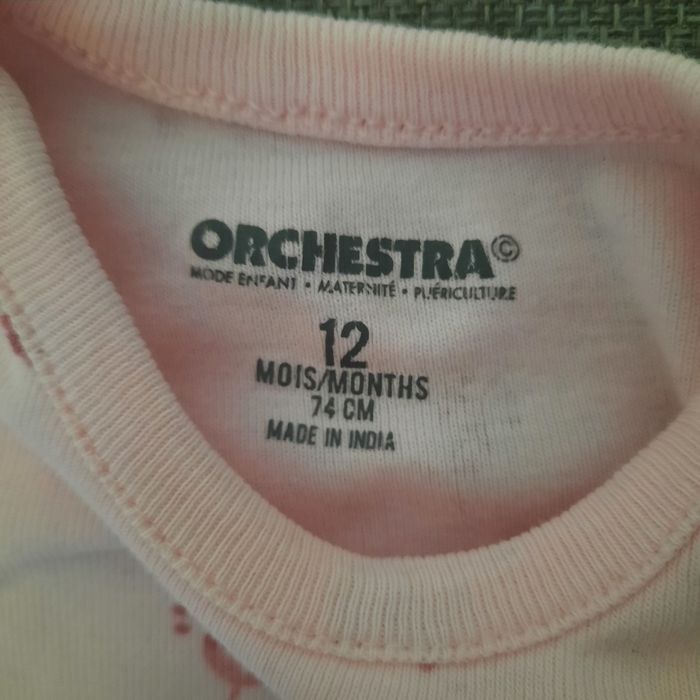 ORCHESTRA©
MODE ENFANT • MATERNITÉ • PUÉRICULTURE
12
MOIS/MONTHS
74 CM
MADE IN INDIA